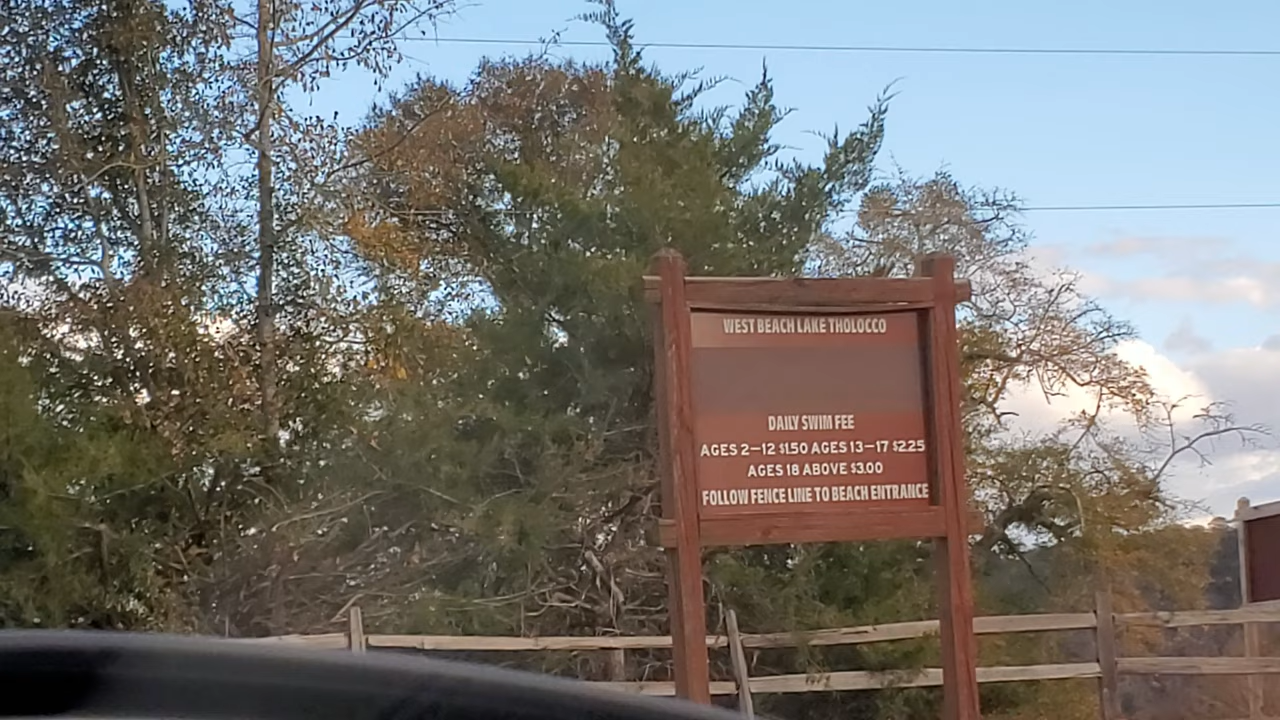 WEST BEACH LAKE THOLOCCO
DAILY SWIM FEE
AGES 2-12 $1.50 AGES 13-17 $2.25
AGES 18 ABOVE $3.00
FOLLOW FENCE LINE TO BEACH ENTRANCE